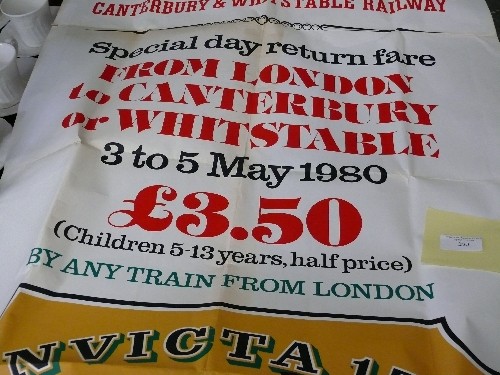 CANTERBURY & WHITSTABLE RAILWAY
Special day return fare
FROM LONDON
to CANTERBURY
or WHITSTABLE
3 to 5 May 1980
£3.50
(Children 5-13 years, half price)
BY ANY TRAIN FROM LONDON
NVICTA